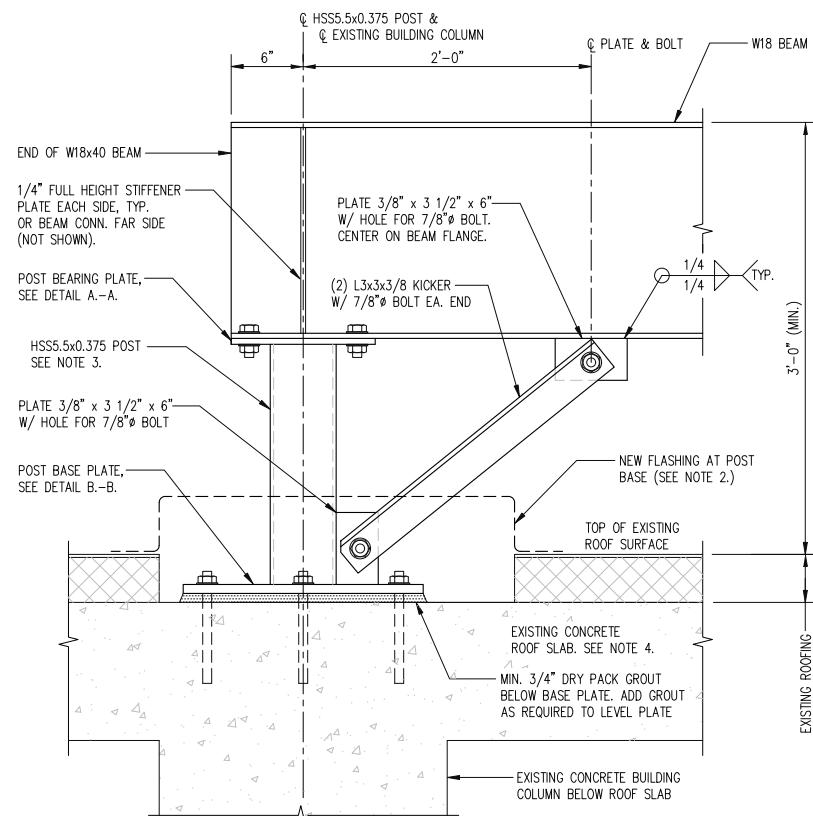 ℄ HSS5.5x0.375 POST &
℄ EXISTING BUILDING COLUMN
6"
2'-0"
℄ PLATE & BOLT
W18 BEAM
END OF W18x40 BEAM
1/4" FULL HEIGHT STIFFENER
PLATE EACH SIDE, TYP.
OR BEAM CONN. FAR SIDE
(NOT SHOWN).
PLATE 3/8" x 3 1/2" x 6"
W/ HOLE FOR 7/8"ø BOLT.
CENTER ON BEAM FLANGE.
1/4
1/4
TYP.
POST BEARING PLATE,
SEE DETAIL A.-A.
(2) L3x3x3/8 KICKER
W/ 7/8"ø BOLT EA. END
HSS5.5x0.375 POST
SEE NOTE 3.
3'-0" (MIN.)
PLATE 3/8" x 3 1/2" x 6"
W/ HOLE FOR 7/8"ø BOLT
POST BASE PLATE,
SEE DETAIL B.-B.
NEW FLASHING AT POST
BASE (SEE NOTE 2.)
TOP OF EXISTING
ROOF SURFACE
EXISTING ROOFING
EXISTING CONCRETE
ROOF SLAB. SEE NOTE 4.
MIN. 3/4" DRY PACK GROUT
BELOW BASE PLATE. ADD GROUT
AS REQUIRED TO LEVEL PLATE
EXISTING CONCRETE BUILDING
COLUMN BELOW ROOF SLAB